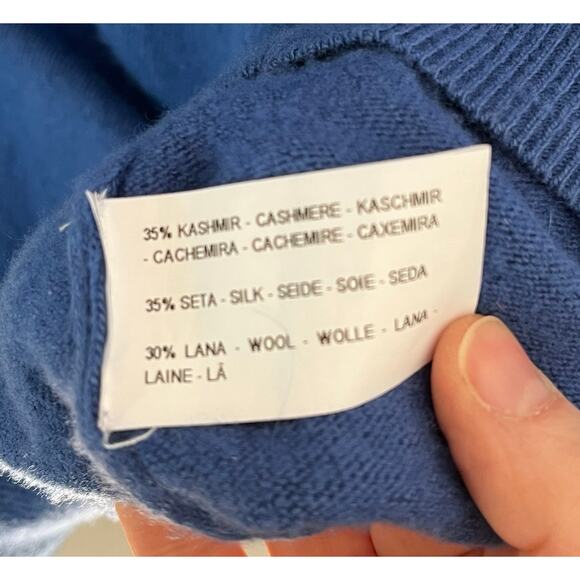 35% KASHMIR - CASHMERE - KASCHMIR
- CACHEMIRA - CACHEMIRE - CAXEMIRA
35% SETA - SILK - SEIDE - SOIE - SEDA
30% LANA - WOOL - WOLLE - LANA -
LAINE - LÃ